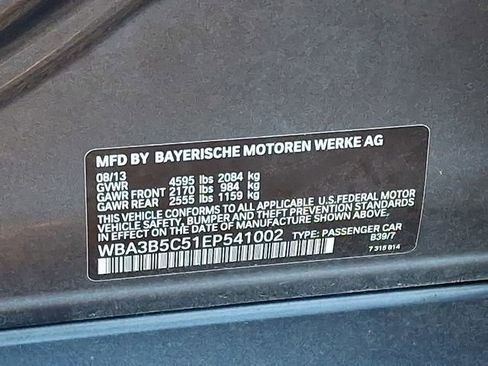 MFD BY BAYERISCHE MOTOREN WERKE AG
08/13
GVWR 4595 lbs 2084 kg
GAWR FRONT 2170 lbs 984 kg
GAWR REAR 2555 lbs 1159 kg
THIS VEHICLE CONFORMS TO ALL APPLICABLE U.S.FEDERAL MOTOR
VEHICLE SAFETY, BUMPER AND THEFT PREVENTION STANDARDS
IN EFFECT ON THE DATE OF MANUFACTURE SHOWN ABOVE.
WBA3B5C51EP541002 TYPE: PASSENGER CAR
B39/7
7 318 814